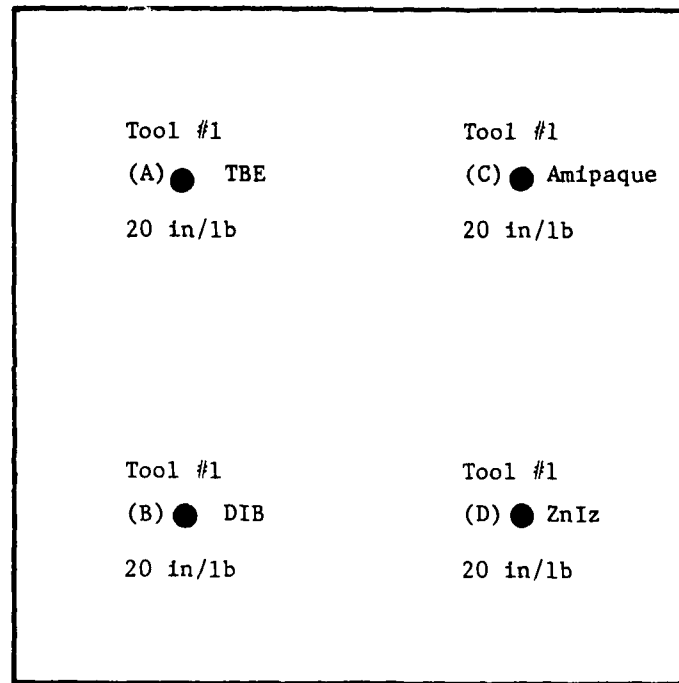 Tool #1
(A) TBE
20 in/lb
Tool #1
(C) Amipaque
20 in/lb
Tool #1
(B) DIB
20 in/lb
Tool #1
(D) ZnIz
20 in/lb